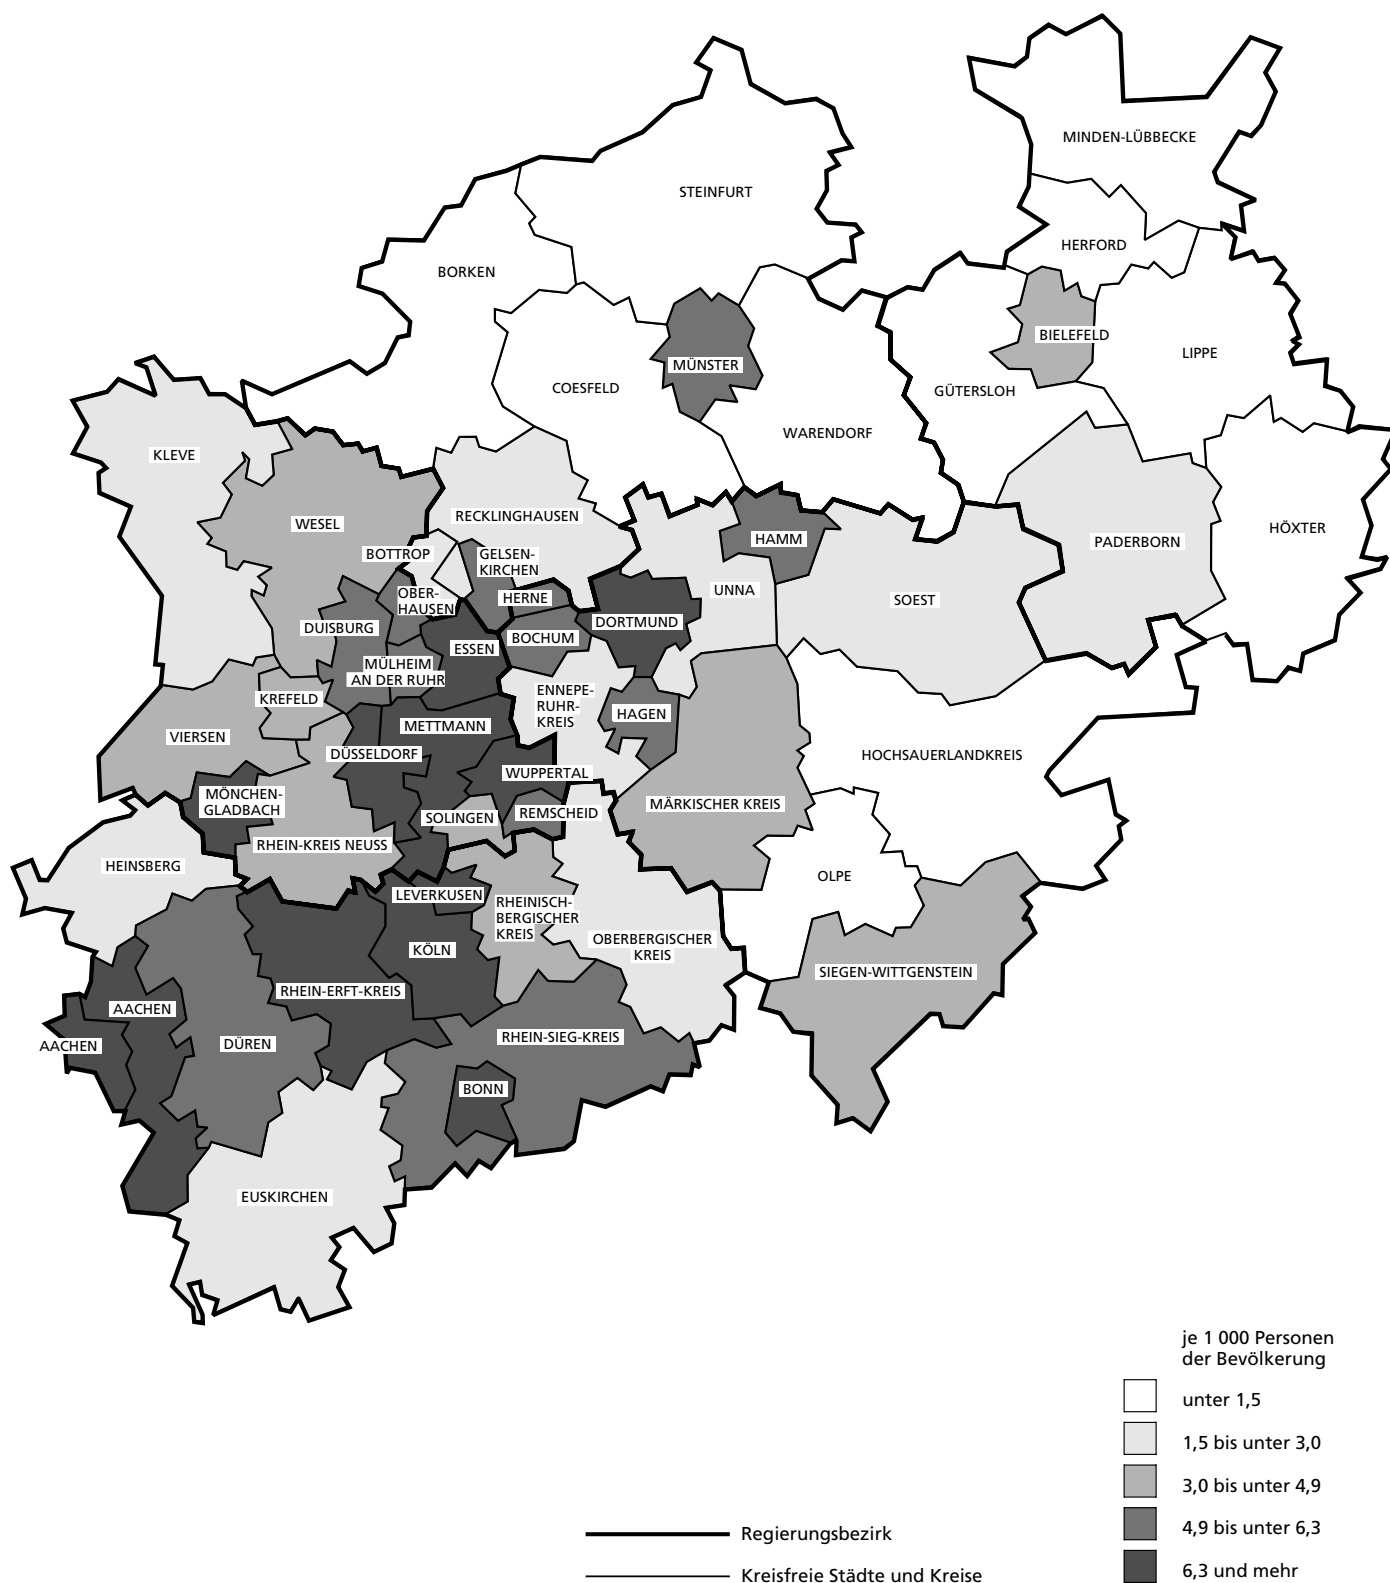 MINDEN-LÜBBECKE
STEINFURT
HERFORD
BORKEN
BIELEFELD
LIPPE
MÜNSTER
COESFELD
GÜTERSLOH
WARENDORF
KLEVE
RECKLINGHAUSEN
WESEL
HÖXTER
HAMM
PADERBORN
BOTTROP
GELSEN-
KIRCHEN
UNNA
OBER-
HAUSEN
HERNE
SOEST
DORTMUND
DUISBURG
BOCHUM
ESSEN
MÜLHEIM
AN DER RUHR
ENNEPE-
RUHR-
KREIS
KREFELD
HAGEN
METTMANN
VIERSEN
DÜSSELDORF
HOCHSAUERLANDKREIS
WUPPERTAL
MÖNCHEN-
GLADBACH
MÄRKISCHER KREIS
REMSCHEID
SOLINGEN
RHEIN-KREIS NEUSS
HEINSBERG
OLPE
LEVERKUSEN
RHEINISCH-
BERGISCHER
KREIS
OBERBERGISCHER
KREIS
KÖLN
SIEGEN-WITTGENSTEIN
RHEIN-ERFT-KREIS
AACHEN
RHEIN-SIEG-KREIS
DÜREN
AACHEN
BONN
EUSKIRCHEN
je 1 000 Personen
der Bevölkerung
unter 1,5
1,5 bis unter 3,0
3,0 bis unter 4,9
4,9 bis unter 6,3
6,3 und mehr
Regierungsbezirk
Kreisfreie Städte und Kreise